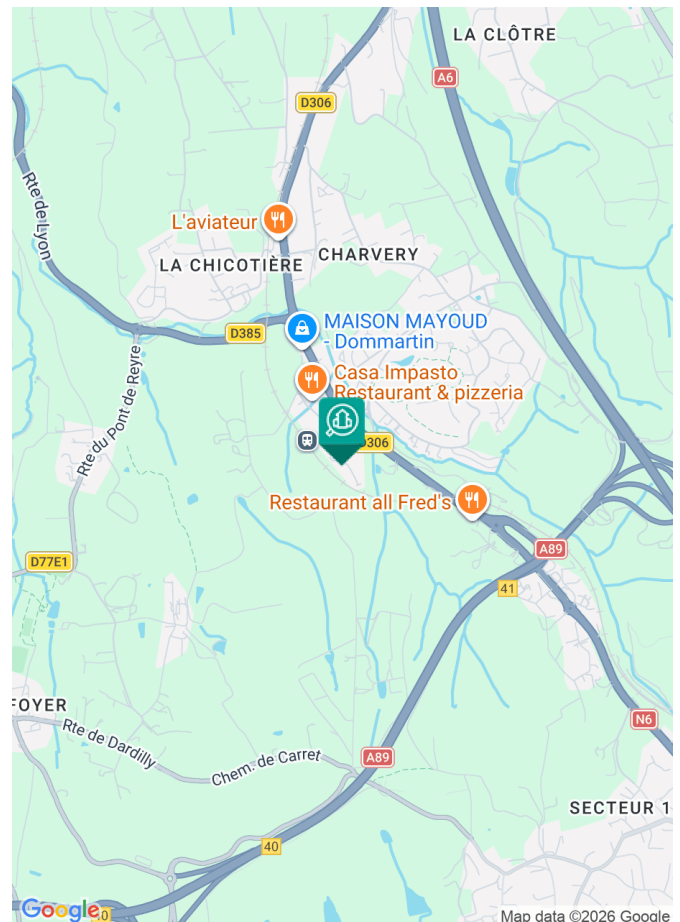 LA CLÔTRE
A6
D306
Rte de Lyon
L'aviateur
CHARVERY
LA CHICOTIÈRE
MAISON MAYOUD
- Dommartin
D385
Casa Impasto
Restaurant & pizzeria
Rte du Pont de Reyre
D306
Restaurant all Fred's
A89
D77E1
41
FOYER
N6
Rte de Dardilly
A89
Chem. de Carret
SECTEUR 1
40
Google
Map data ©2026 Google